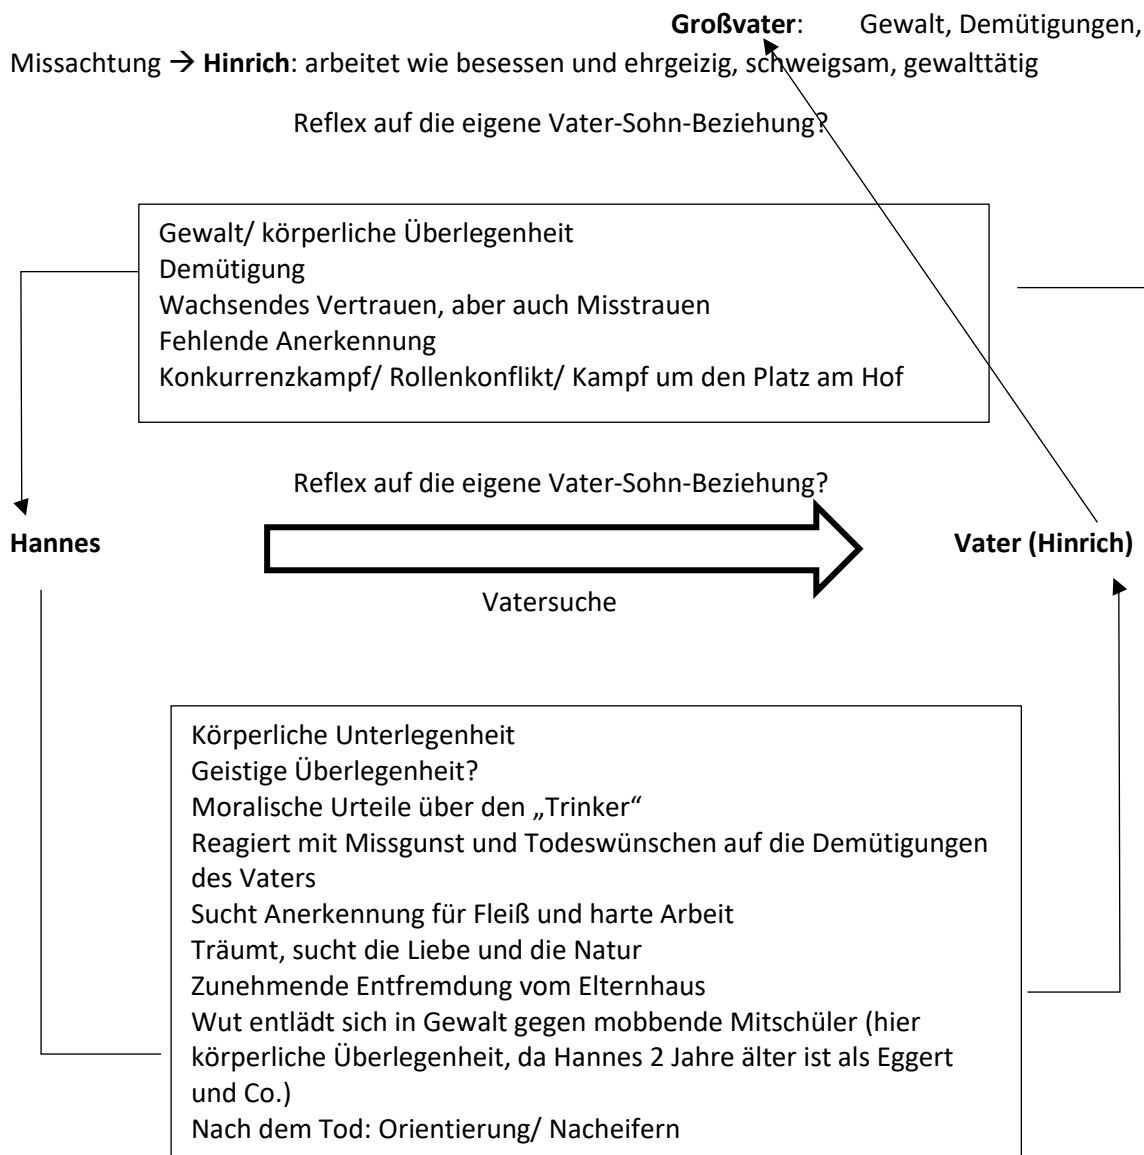 Großvater: Gewalt, Demütigungen,
Missachtung → Hinrich: arbeitet wie besessen und ehrgeizig, schweigsam, gewalttätig
Reflex auf die eigene Vater-Sohn-Beziehung?
Gewalt/ körperliche Überlegenheit
Demütigung
Wachsendes Vertrauen, aber auch Misstrauen
Fehlende Anerkennung
Konkurrenzkampf/ Rollenkonflikt/ Kampf um den Platz am Hof
Reflex auf die eigene Vater-Sohn-Beziehung?
Hannes
Vater (Hinrich)
Vatersuche
Körperliche Unterlegenheit
Geistige Überlegenheit?
Moralische Urteile über den „Trinker“
Reagiert mit Missgunst und Todeswünschen auf die Demütigungen
des Vaters
Sucht Anerkennung für Fleiß und harte Arbeit
Träumt, sucht die Liebe und die Natur
Zunehmende Entfremdung vom Elternhaus
Wut entlädt sich in Gewalt gegen mobbende Mitschüler (hier
körperliche Überlegenheit, da Hannes 2 Jahre älter ist als Eggert
und Co.)
Nach dem Tod: Orientierung/ Nacheifern